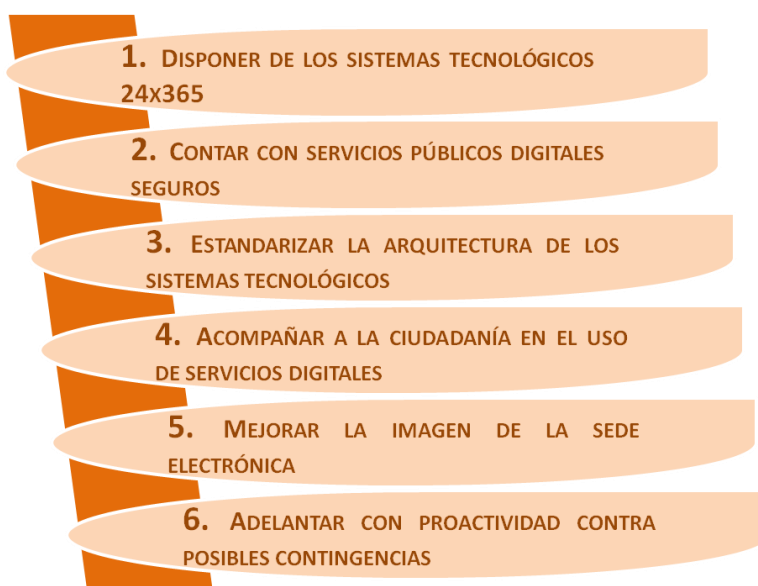 1. Disponer de los sistemas tecnológicos
24x365
2. Contar con servicios públicos digitales
seguros
3. Estandarizar la arquitectura de los
sistemas tecnológicos
4. Acompañar a la ciudadanía en el uso
de servicios digitales
5. Mejorar la imagen de la sede
electrónica
6. Adelantar con proactividad contra
posibles contingencias